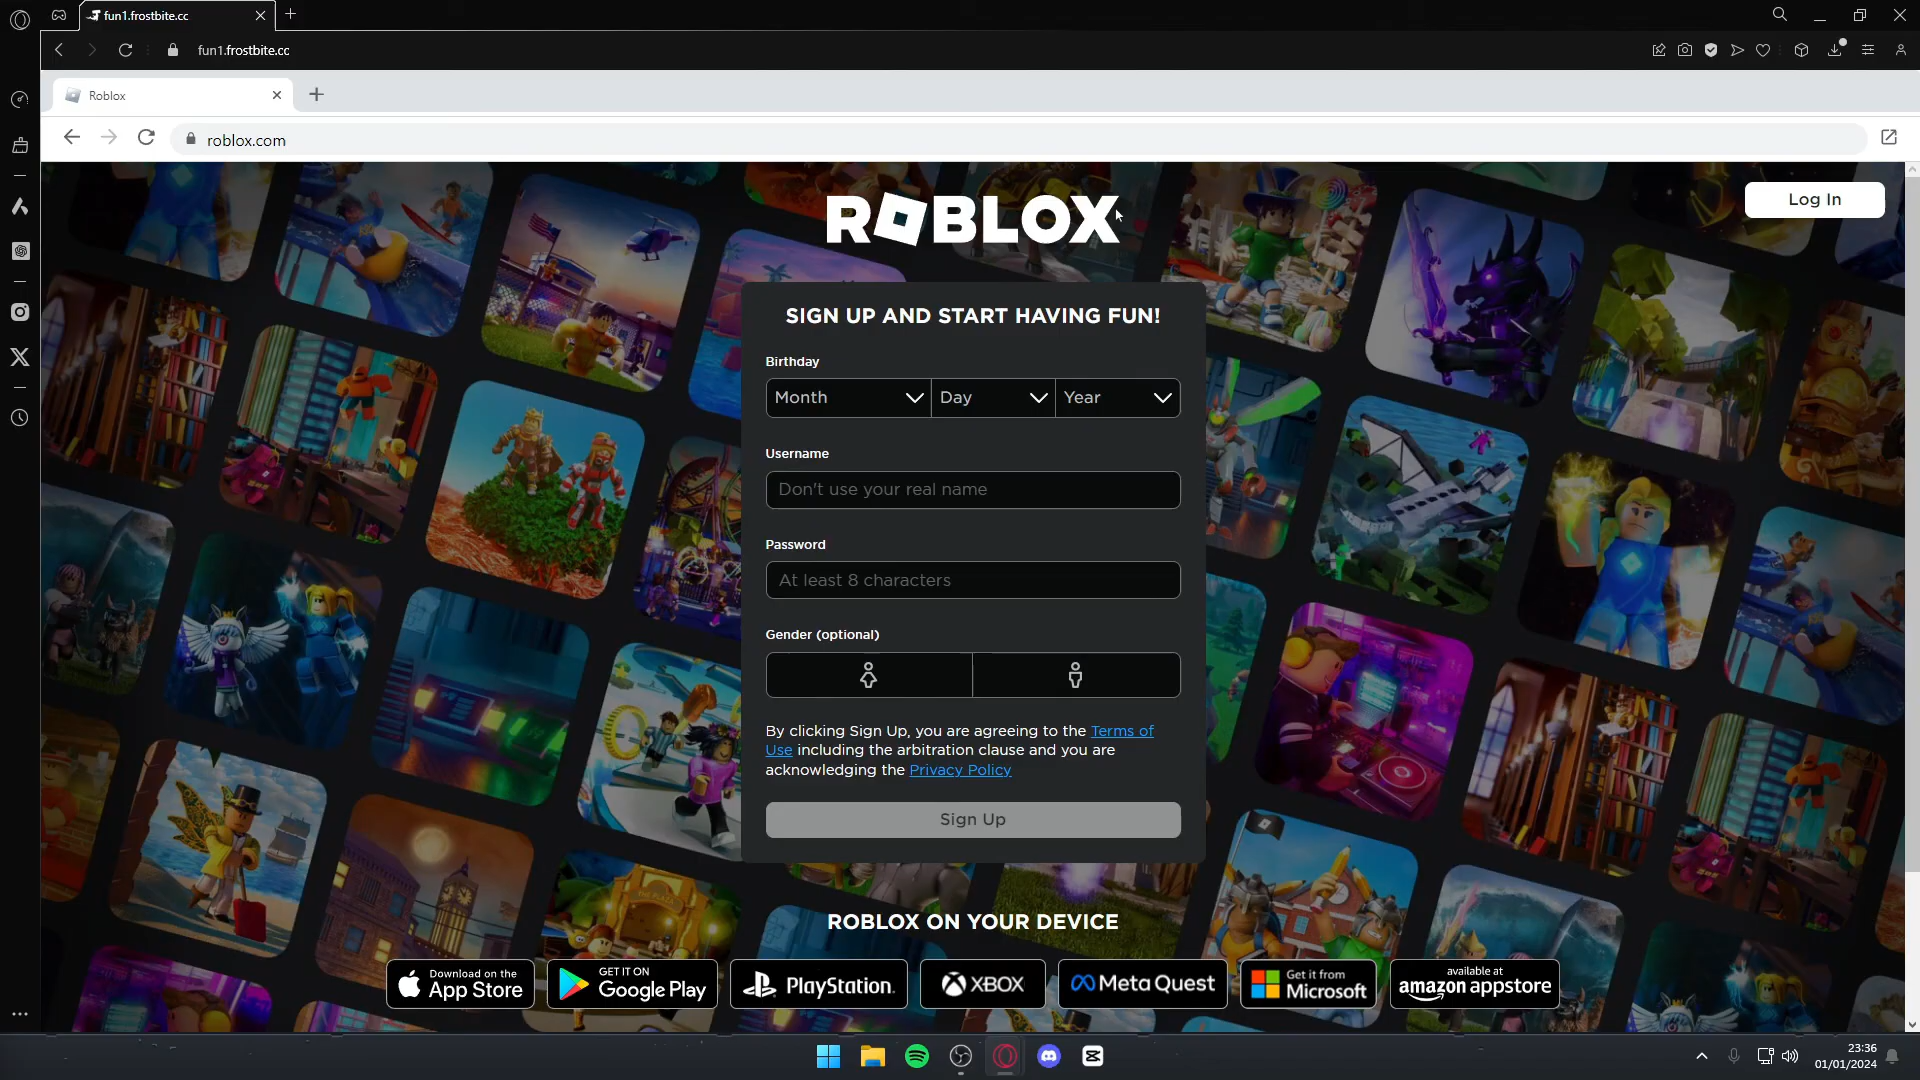 fun1.frostbite.cc
fun1.frostbite.cc
Roblox
roblox.com
Log In
ROBLOX
SIGN UP AND START HAVING FUN!
Birthday
Month Day Year
Username
Don't use your real name
Password
At least 8 characters
Gender (optional)
By clicking Sign Up, you are agreeing to the Terms of
Use including the arbitration clause and you are
acknowledging the Privacy Policy
Sign Up
ROBLOX ON YOUR DEVICE
Download on the
App Store
GET IT ON
Google Play
PlayStation.
XBOX
Meta Quest
Get it from
Microsoft
available at
amazon appstore
23:36
01/01/2024